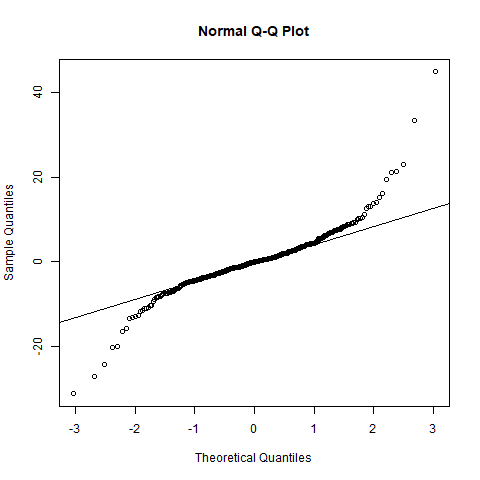 Normal Q-Q Plot
Sample Quantiles
40
20
0
-20
-3 -2 -1 0 1 2 3
Theoretical Quantiles